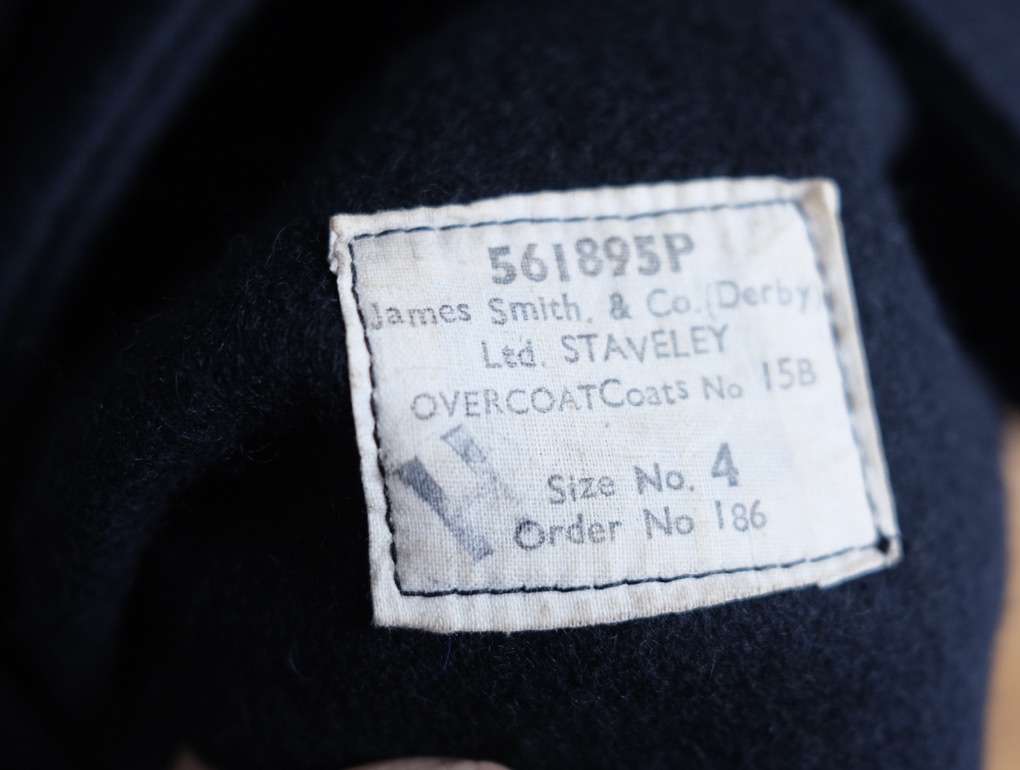 561895P
James Smith. & Co.(Derby)
Ltd. STAVELEY
OVERCOATCoats No 15B
Size No. 4
Order No 186